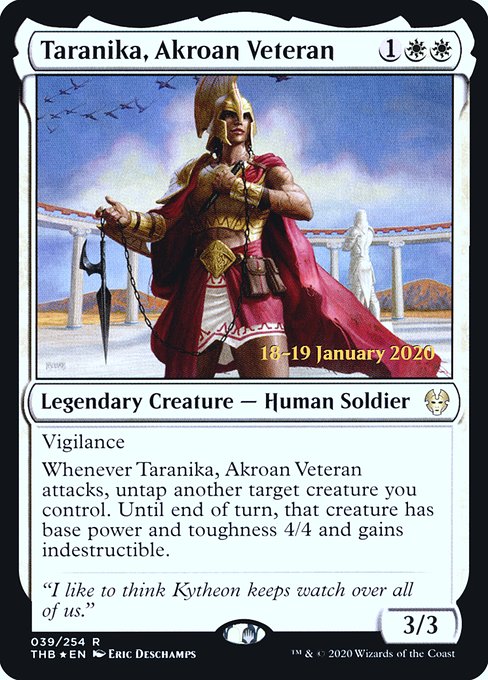 Taranika, Akroan Veteran 1
18–19 January 2020
Legendary Creature — Human Soldier
Vigilance
Whenever Taranika, Akroan Veteran
attacks, untap another target creature you
control. Until end of turn, that creature has
base power and toughness 4/4 and gains
indestructible.
“I like to think Kytheon keeps watch over all
of us.”
3/3
039/254 R
THB ★ EN Eric Deschamps
™ & © 2020 Wizards of the Coast